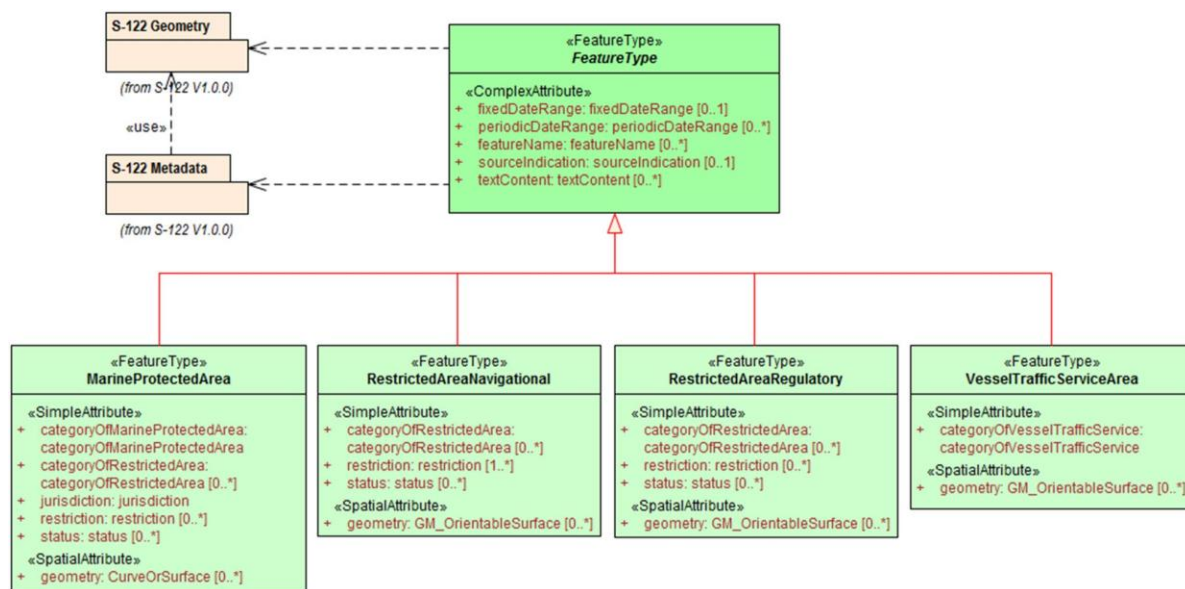 S-122 Geometry
(from S-122 V1.0.0)
«use»
S-122 Metadata
(from S-122 V1.0.0)
«FeatureType»
FeatureType
«ComplexAttribute»
+ fixedDateRange: fixedDateRange [0..1]
+ periodicDateRange: periodicDateRange [0..*]
+ featureName: featureName [0..*]
+ sourceIndication: sourceIndication [0..1]
+ textContent: textContent [0..*]
«FeatureType»
MarineProtectedArea
«SimpleAttribute»
+ categoryOfMarineProtectedArea:
categoryOfMarineProtectedArea
+ categoryOfRestrictedArea:
categoryOfRestrictedArea [0..*]
+ jurisdiction: jurisdiction
+ restriction: restriction [0..*]
+ status: status [0..*]
«SpatialAttribute»
+ geometry: CurveOrSurface [0..*]
«FeatureType»
RestrictedAreaNavigational
«SimpleAttribute»
+ categoryOfRestrictedArea:
categoryOfRestrictedArea [0..*]
+ restriction: restriction [1..*]
+ status: status [0..*]
«SpatialAttribute»
+ geometry: GM_OrientableSurface [0..*]
«FeatureType»
RestrictedAreaRegulatory
«SimpleAttribute»
+ categoryOfRestrictedArea:
categoryOfRestrictedArea [0..*]
+ restriction: restriction [0..*]
+ status: status [0..*]
«SpatialAttribute»
+ geometry: GM_OrientableSurface [0..*]
«FeatureType»
VesselTrafficServiceArea
«SimpleAttribute»
+ categoryOfVesselTrafficService:
categoryOfVesselTrafficService
«SpatialAttribute»
+ geometry: GM_OrientableSurface [0..*]